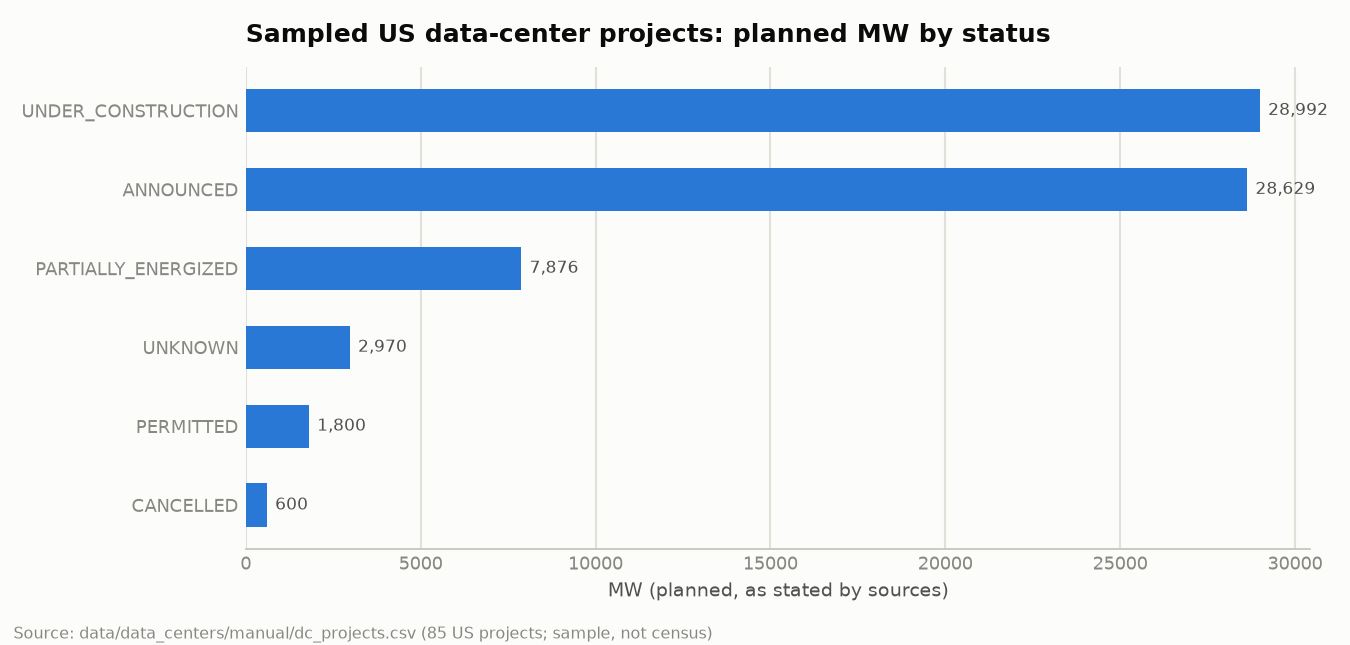 Sampled US data-center projects: planned MW by status
UNDER_CONSTRUCTION 28,992
ANNOUNCED 28,629
PARTIALLY_ENERGIZED 7,876
UNKNOWN 2,970
PERMITTED 1,800
CANCELLED 600
0 5000 10000 15000 20000 25000 30000
MW (planned, as stated by sources)
Source: data/data_centers/manual/dc_projects.csv (85 US projects; sample, not census)